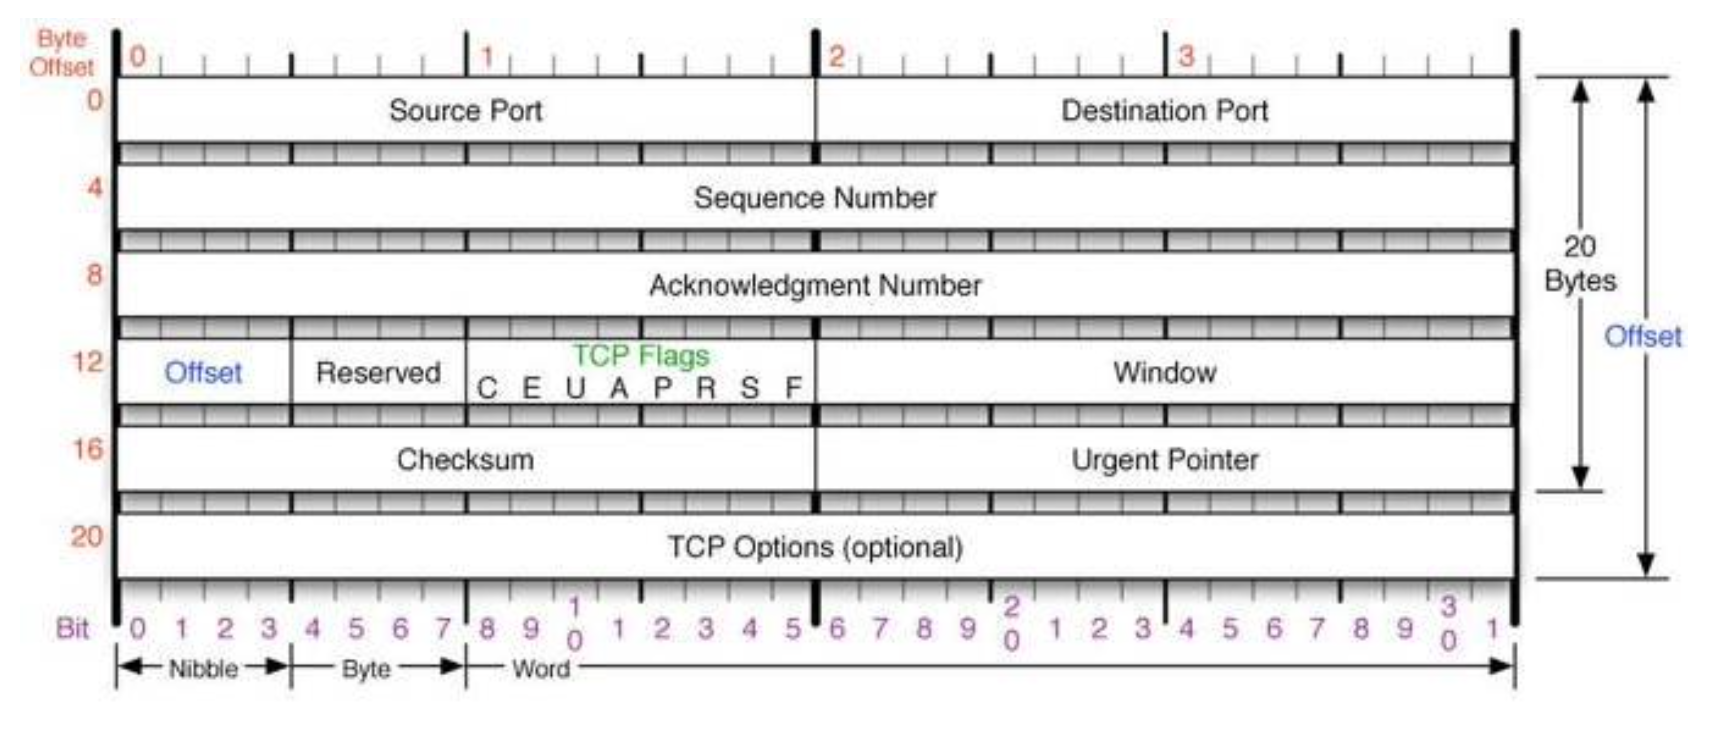 Byte
Offset 0 1 2 3
0 Source Port Destination Port
4 Sequence Number
8 Acknowledgment Number
20
Bytes
Offset
12 Offset Reserved TCP Flags Window
C E U A P R S F
16 Checksum Urgent Pointer
20 TCP Options (optional)
Bit 0 1 2 3 4 5 6 7 8 9 10 1 2 3 4 5 6 7 8 9 20 1 2 3 4 5 6 7 8 9 30 1
Nibble Byte Word